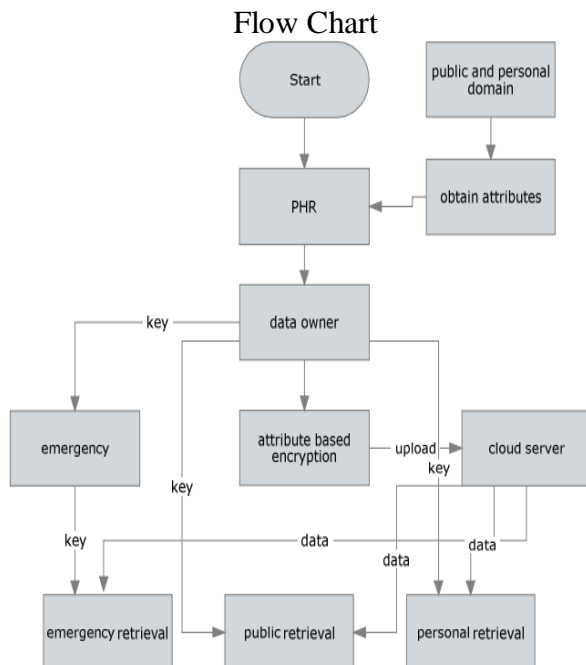 Flow Chart
Start
public and personal
domain
PHR
obtain attributes
key
data owner
emergency
attribute based
encryption
upload
cloud server
key
key
key
data
data
data
emergency retrieval
public retrieval
personal retrieval